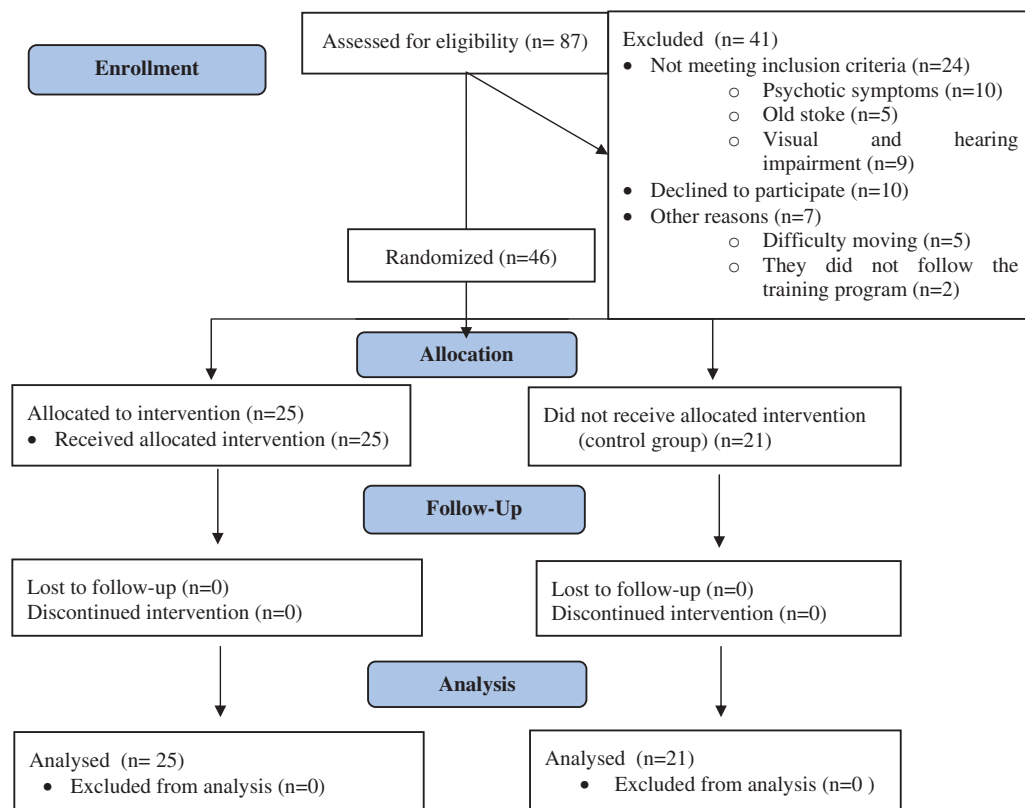 Enrollment
Assessed for eligibility (n= 87)
Excluded (n= 41)
• Not meeting inclusion criteria (n=24)
o Psychotic symptoms (n=10)
o Old stoke (n=5)
o Visual and hearing
impairment (n=9)
• Declined to participate (n=10)
• Other reasons (n=7)
o Difficulty moving (n=5)
o They did not follow the
training program (n=2)
Randomized (n=46)
Allocation
Allocated to intervention (n=25)
• Received allocated intervention (n=25)
Did not receive allocated intervention
(control group) (n=21)
Follow-Up
Lost to follow-up (n=0)
Discontinued intervention (n=0)
Lost to follow-up (n=0)
Discontinued intervention (n=0)
Analysis
Analysed (n= 25)
• Excluded from analysis (n=0)
Analysed (n=21)
• Excluded from analysis (n=0 )